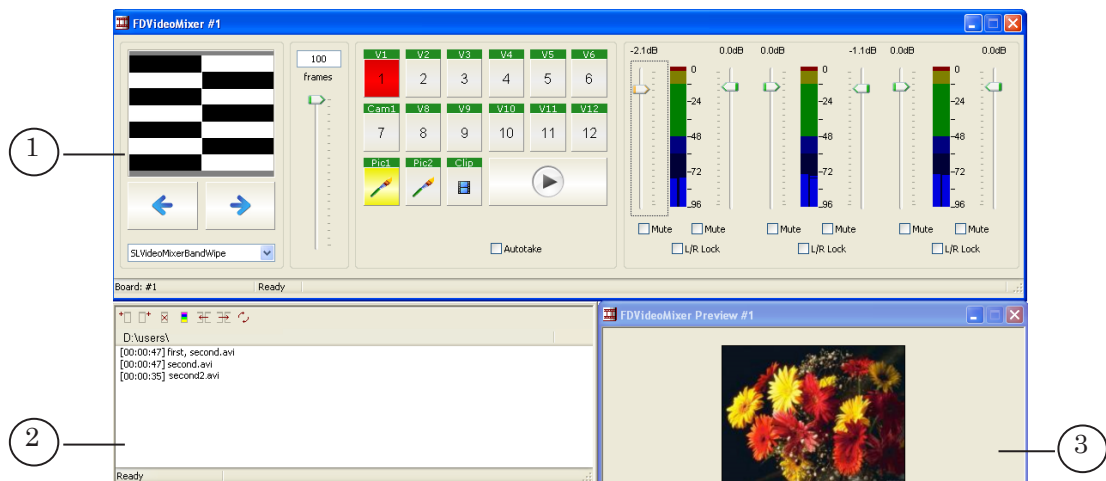 FDVideoMixer #1
100
frames
V1 V2 V3 V4 V5 V6
1 2 3 4 5 6
Cam1 V8 V9 V10 V11 V12
7 8 9 10 11 12
Pic1 Pic2 Clip
Autotake
SLVideoMixerBandWipe
-2.1dB 0.0dB 0.0dB -1.1dB 0.0dB 0.0dB
0 0 0
-24 -24 -24
-48 -48 -48
-72 -72 -72
-96 -96 -96
Mute Mute Mute Mute Mute Mute
L/R Lock L/R Lock L/R Lock
Board: #1 Ready
1
D:\users\
[00:00:47] first, second.avi
[00:00:47] second.avi
[00:00:35] second2.avi
Ready
2
FDVideoMixer Preview #1
3